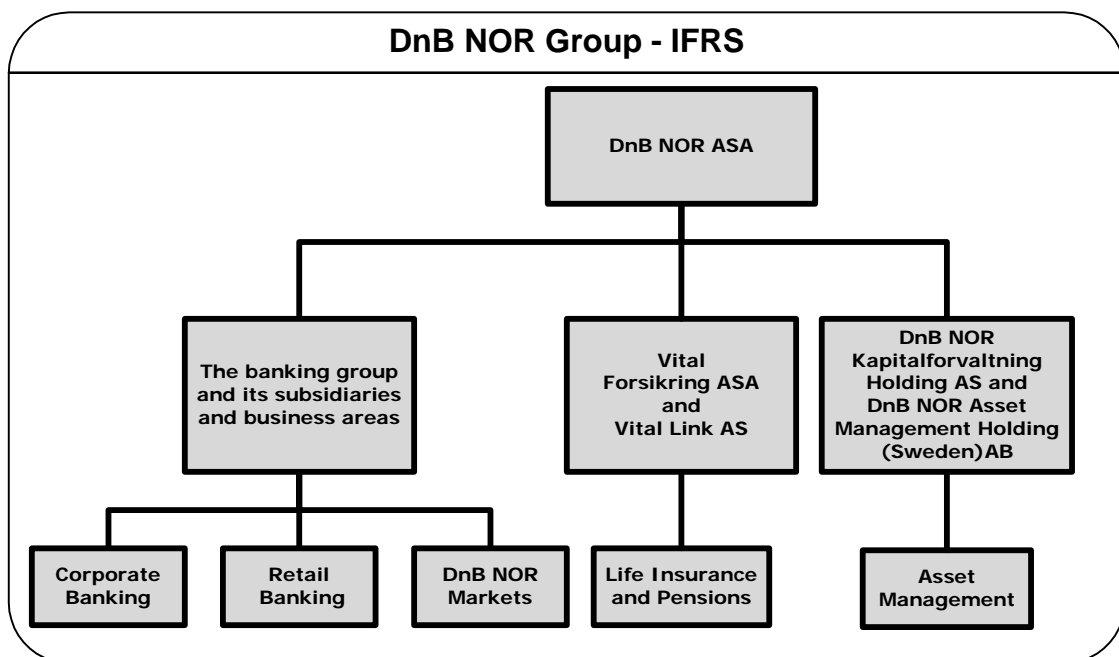 DnB NOR Group - IFRS
DnB NOR ASA
The banking group
and its subsidiaries
and business areas
Vital
Forsikring ASA
and
Vital Link AS
DnB NOR
Kapitalforvaltning
Holding AS and
DnB NOR Asset
Management Holding
(Sweden)AB
Corporate
Banking
Retail
Banking
DnB NOR
Markets
Life Insurance
and Pensions
Asset
Management